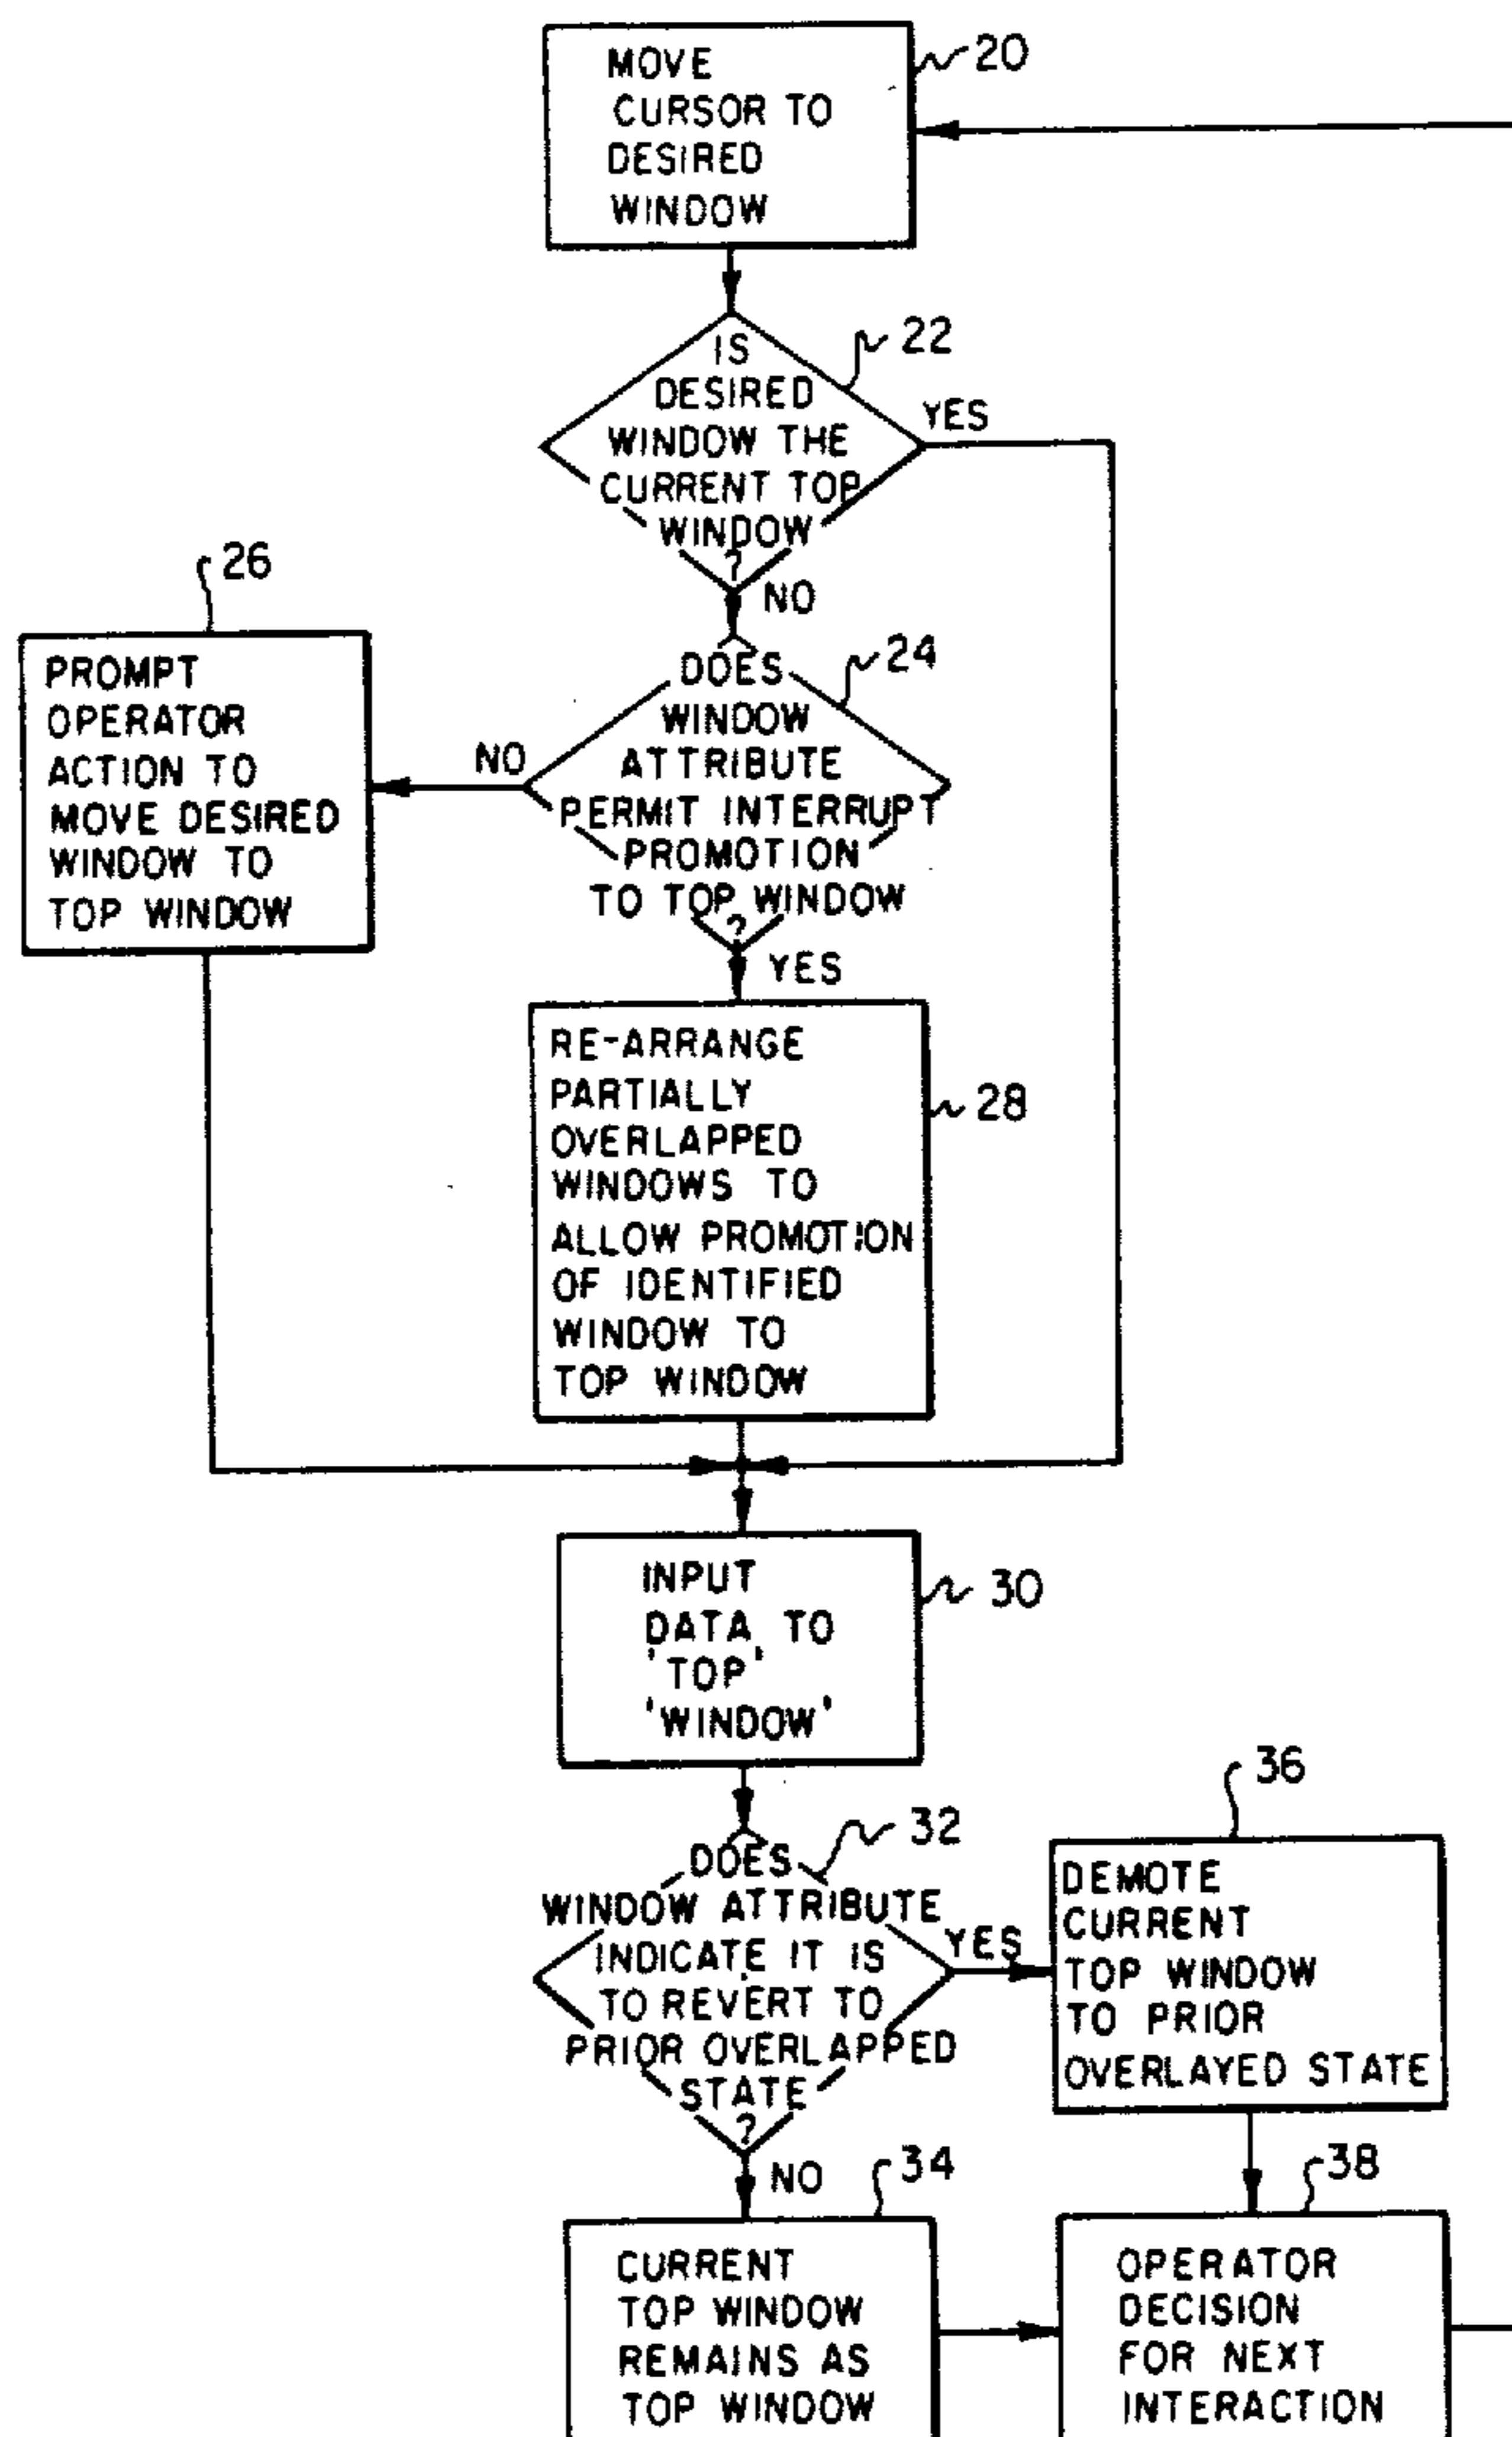 MOVE
CURSOR TO
DESIRED
WINDOW
20
IS
DESIRED
WINDOW THE
CURRENT TOP
WINDOW
?
22
YES
NO
26
PROMPT
OPERATOR
ACTION TO
MOVE DESIRED
WINDOW TO
TOP WINDOW
NO
DOES
WINDOW
ATTRIBUTE
PERMIT INTERRUPT
PROMOTION
TO TOP WINDOW
?
24
YES
RE-ARRANGE
PARTIALLY
OVERLAPPED
WINDOWS TO
ALLOW PROMOTION
OF IDENTIFIED
WINDOW TO
TOP WINDOW
28
INPUT
DATA TO
'TOP'
'WINDOW'
30
DOES
WINDOW ATTRIBUTE
INDICATE IT IS
TO REVERT TO
PRIOR OVERLAPPED
STATE
?
32
YES
NO
36
DEMOTE
CURRENT
TOP WINDOW
TO PRIOR
OVERLAYED STATE
34
CURRENT
TOP WINDOW
REMAINS AS
TOP WINDOW
38
OPERATOR
DECISION
FOR NEXT
INTERACTION